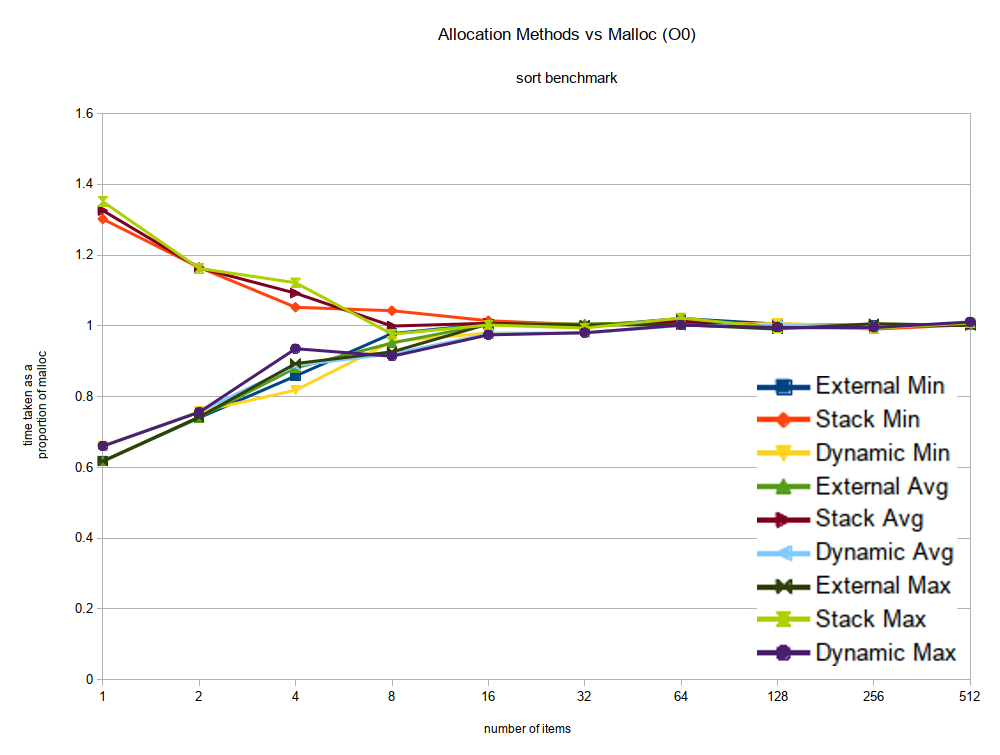 Allocation Methods vs Malloc (O0)
sort benchmark
1.6
1.4
1.2
1
0.8
0.6
0.4
0.2
0
time taken as a
proportion of malloc
External Min
Stack Min
Dynamic Min
External Avg
Stack Avg
Dynamic Avg
External Max
Stack Max
Dynamic Max
1 2 4 8 16 32 64 128 256 512
number of items